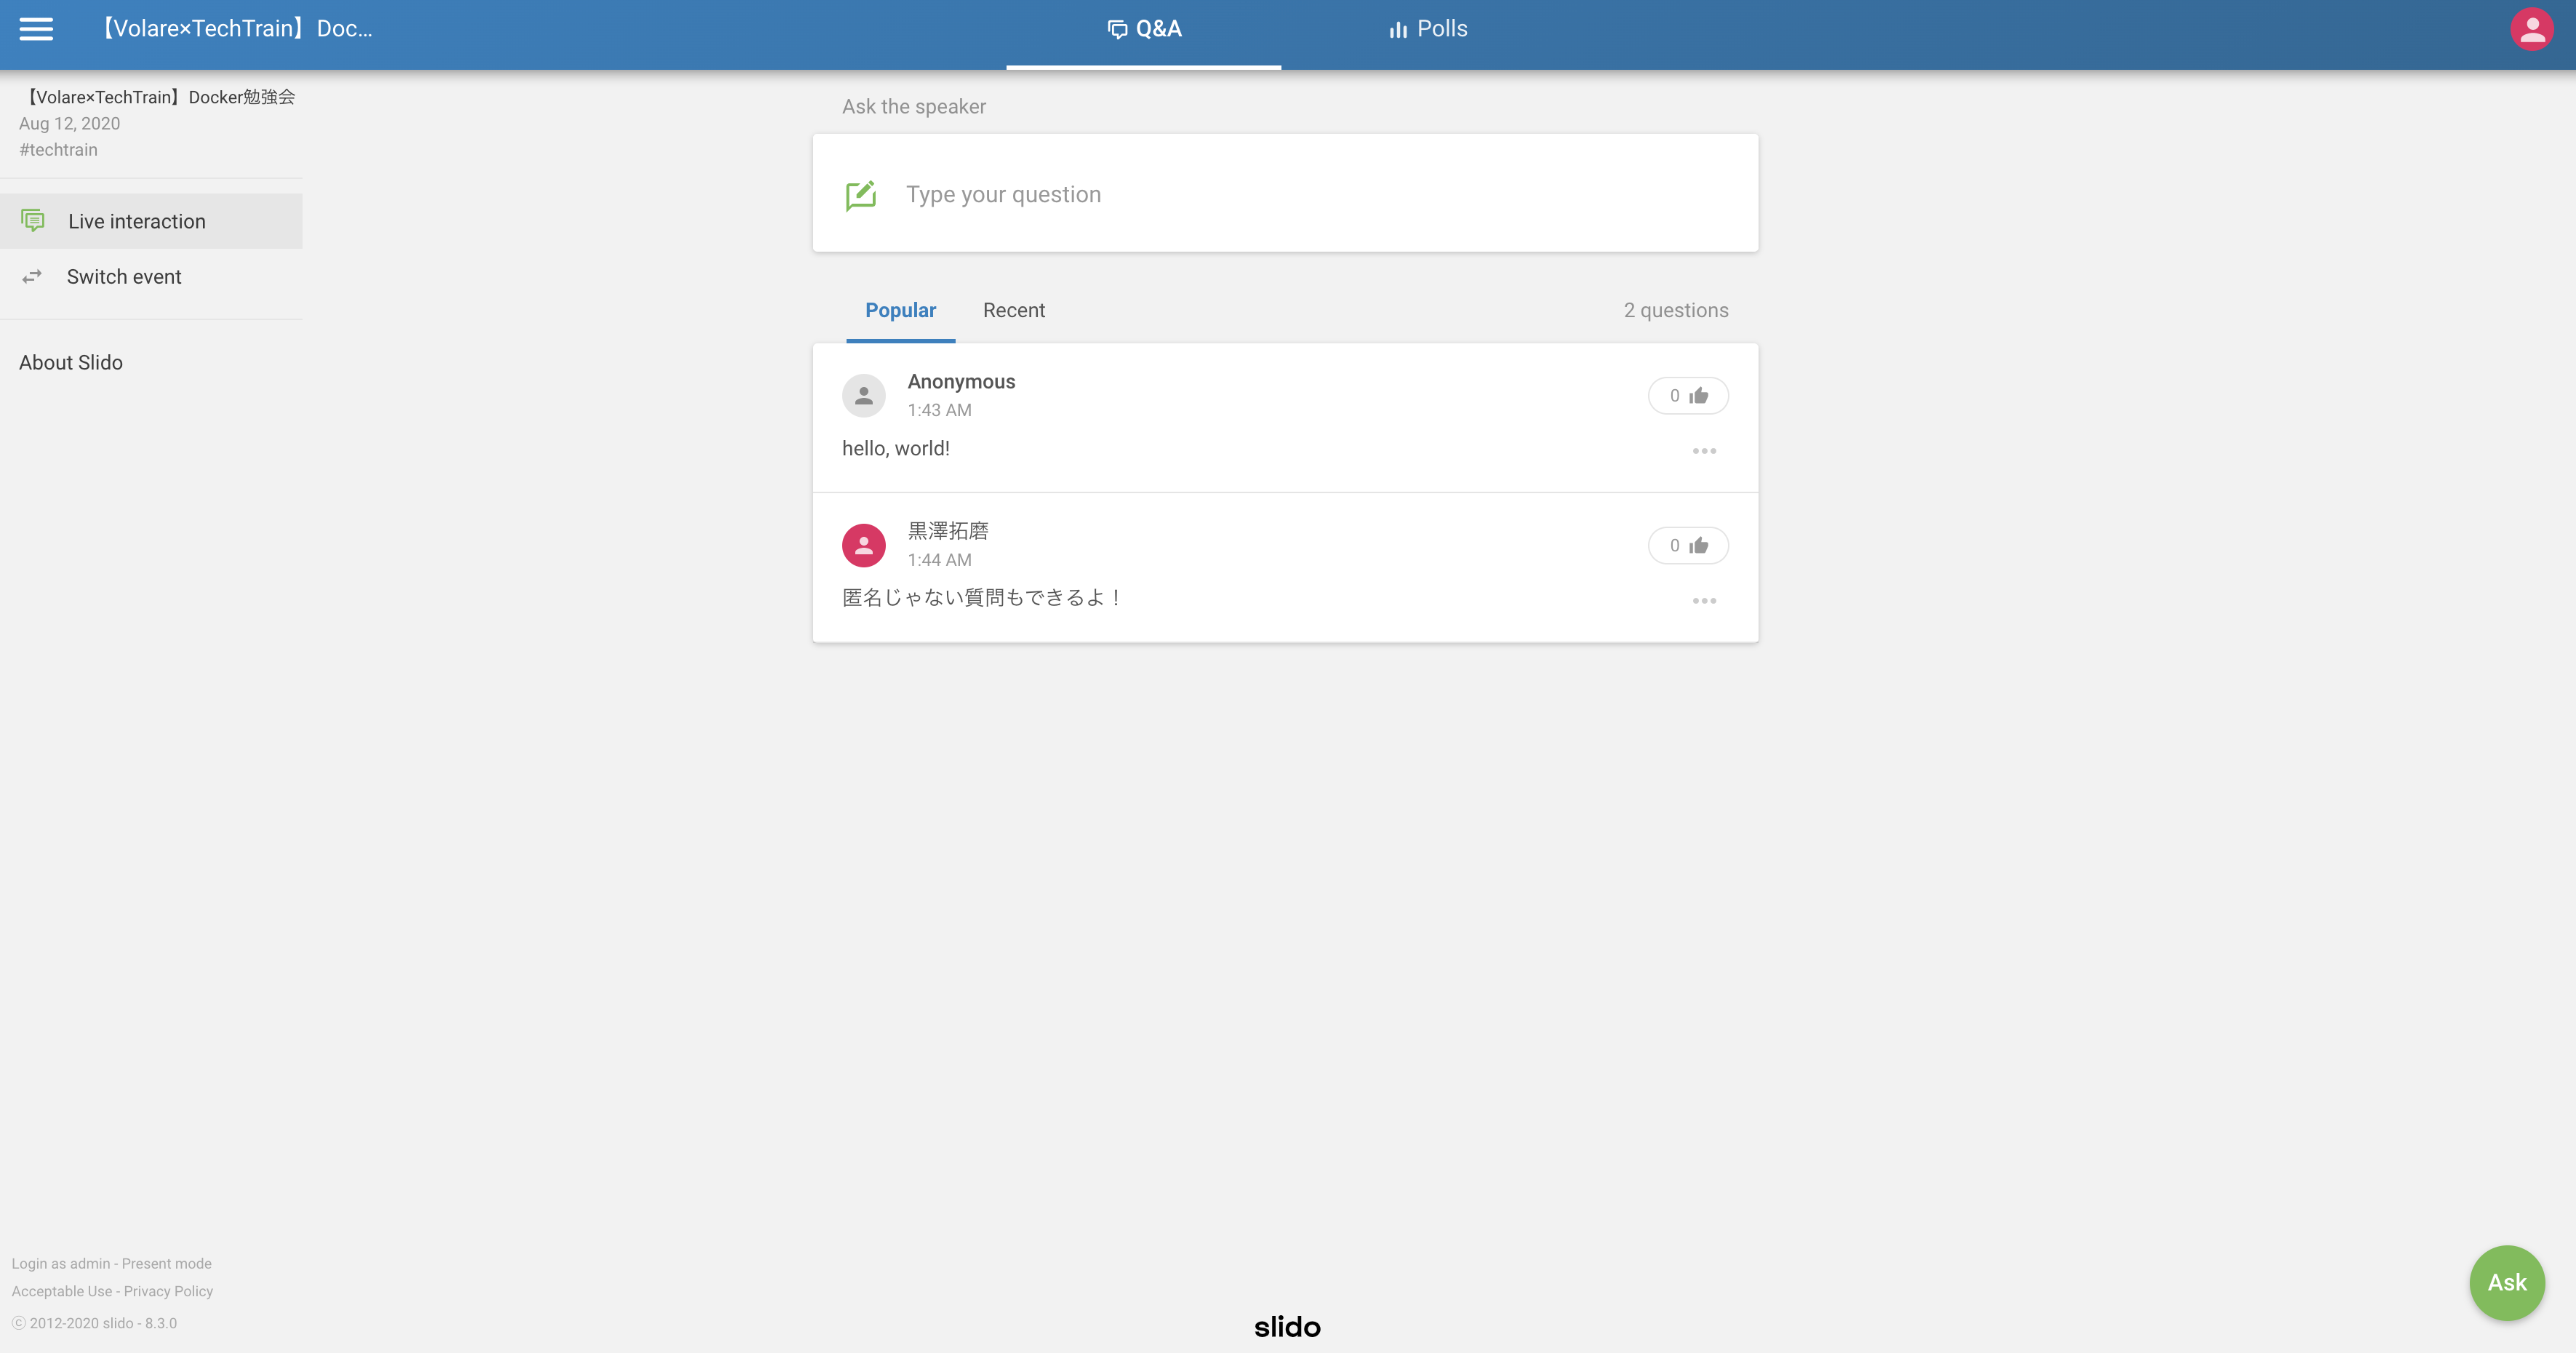 【Volare×TechTrain】Doc...
Q&A
Polls
【Volare×TechTrain】Docker勉強会
Aug 12, 2020
#techtrain
Live interaction
Switch event
About Slido
Ask the speaker
Type your question
Popular
Recent
2 questions
Anonymous
1:43 AM
0
hello, world!
黒澤拓磨
1:44 AM
0
匿名じゃない質問もできるよ！
Login as admin - Present mode
Acceptable Use - Privacy Policy
© 2012-2020 slido - 8.3.0
slido
Ask